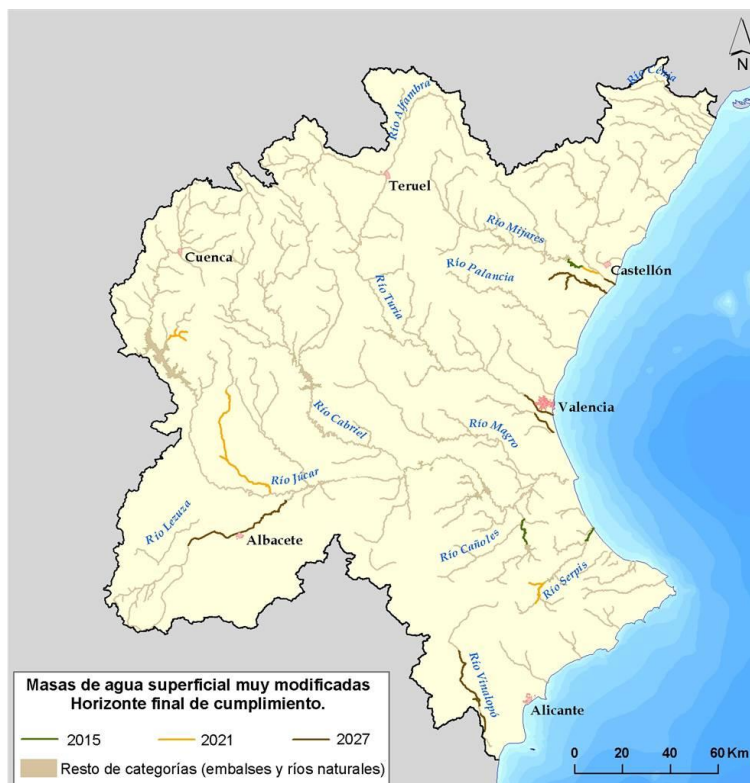 N
Río Cenia
Río Alfambra
Teruel
Río Mijares
Cuenca
Castellón
Río Palancia
Río Turia
Valencia
Río Cabriel
Río Magro
Río Júcar
Río Lezuza
Albacete
Río Cañoles
Río Serpis
Río Vinalopó
Alicante
Masas de agua superficial muy modificadas
Horizonte final de cumplimiento.
2015 2021 2027
Resto de categorías (embalses y ríos naturales)
0 20 40 60 Km